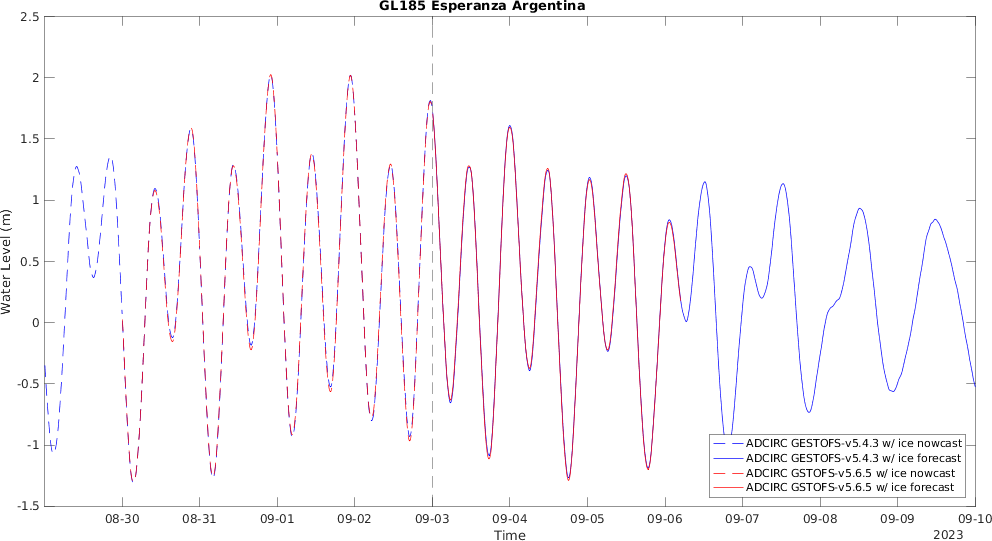 GL185 Esperanza Argentina
2.5
2
1.5
1
0.5
0
-0.5
-1
-1.5
Water Level (m)
ADCIRC GESTOFS-v5.4.3 w/ ice nowcast
ADCIRC GESTOFS-v5.4.3 w/ ice forecast
ADCIRC GSTOFS-v5.6.5 w/ ice nowcast
ADCIRC GSTOFS-v5.6.5 w/ ice forecast
08-30 08-31 09-01 09-02 09-03 09-04 09-05 09-06 09-07 09-08 09-09 09-10
Time
2023